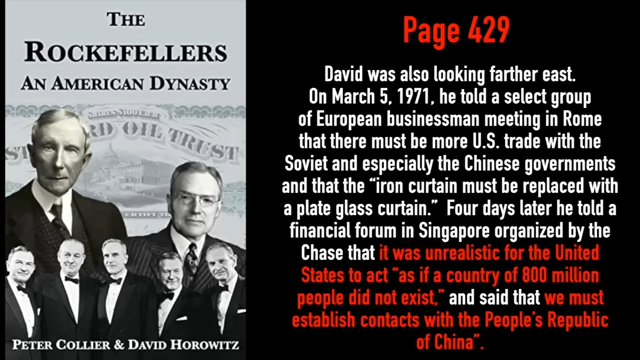 THE
ROCKEFELLERS
AN AMERICAN DYNASTY
STANDARD OIL TRUST
PETER COLLIER & DAVID HOROWITZ
Page 429
David was also looking farther east.
On March 5, 1971, he told a select group
of European businessman meeting in Rome
that there must be more U.S. trade with the
Soviet and especially the Chinese governments
and that the “iron curtain must be replaced with
a plate glass curtain.” Four days later he told a
financial forum in Singapore organized by the
Chase that it was unrealistic for the United
States to act “as if a country of 800 million
people did not exist,” and said that we must
establish contacts with the People’s Republic
of China”.